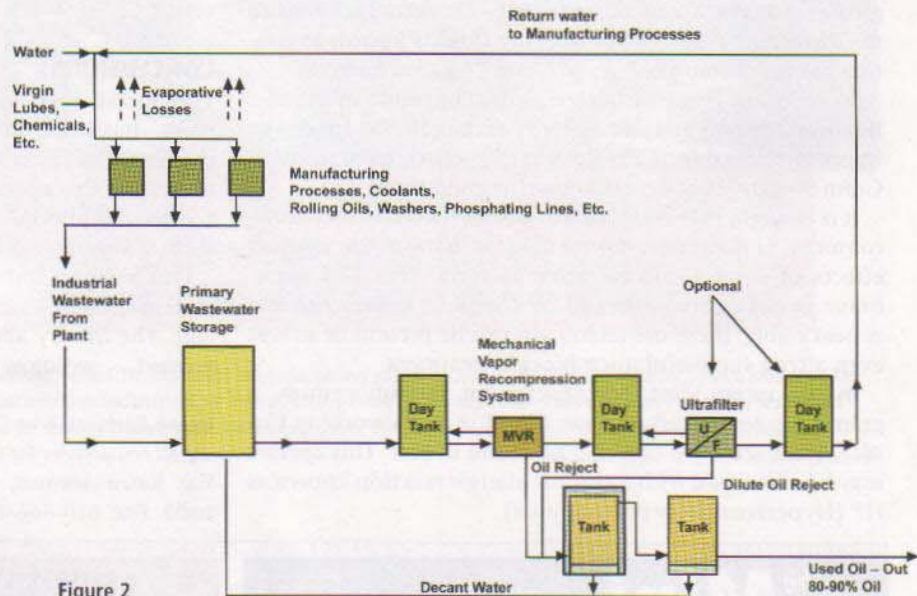 Return water
to Manufacturing Processes
Water
Virgin
Lubes,
Chemicals,
Etc.
Evaporative
Losses
Manufacturing
Processes, Coolants,
Rolling Oils, Washers, Phosphating Lines, Etc.
Industrial
Wastewater
From
Plant
Primary
Wastewater
Storage
Optional
Mechanical
Vapor
Recompression
System
Ultrafilter
Day
Tank
MVR
Day
Tank
U
F
Day
Tank
Oil Reject
Dilute Oil Reject
Tank
Tank
Used Oil – Out
80-90% Oil
Decant Water
Figure 2